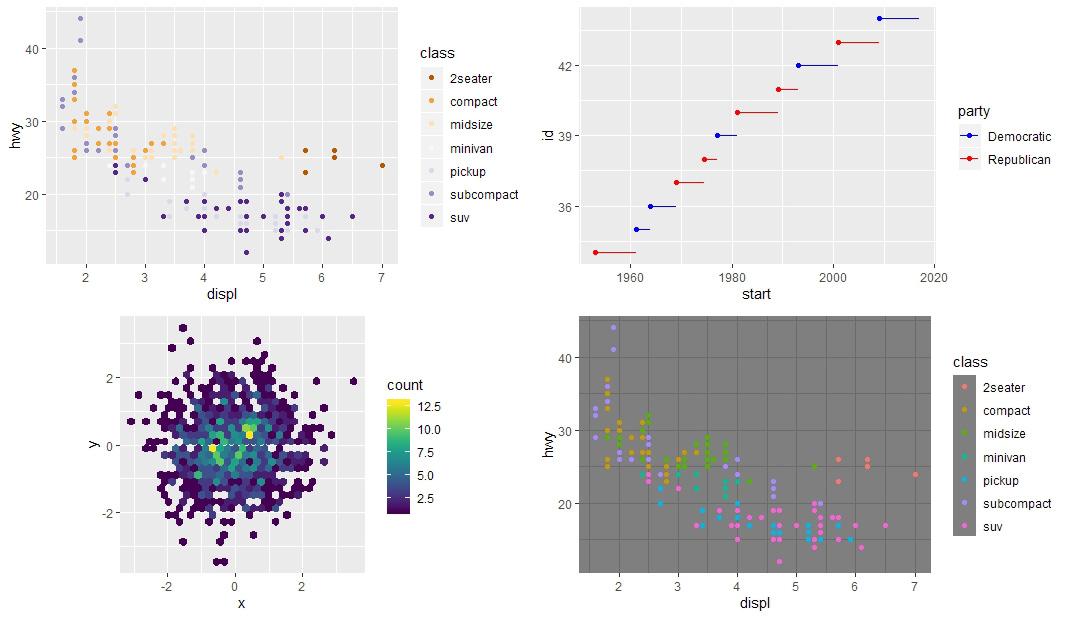 class
40
30
20
hwy
2seater
compact
midsize
minivan
pickup
subcompact
suv
2 3 4 5 6 7
displ
42
39
36
id
party
Democratic
Republican
1960 1980 2000 2020
start
2
0
-2
y
count
12.5
10.0
7.5
5.0
2.5
-2 0 2
x
40
30
20
hwy
class
2seater
compact
midsize
minivan
pickup
subcompact
suv
2 3 4 5 6 7
displ